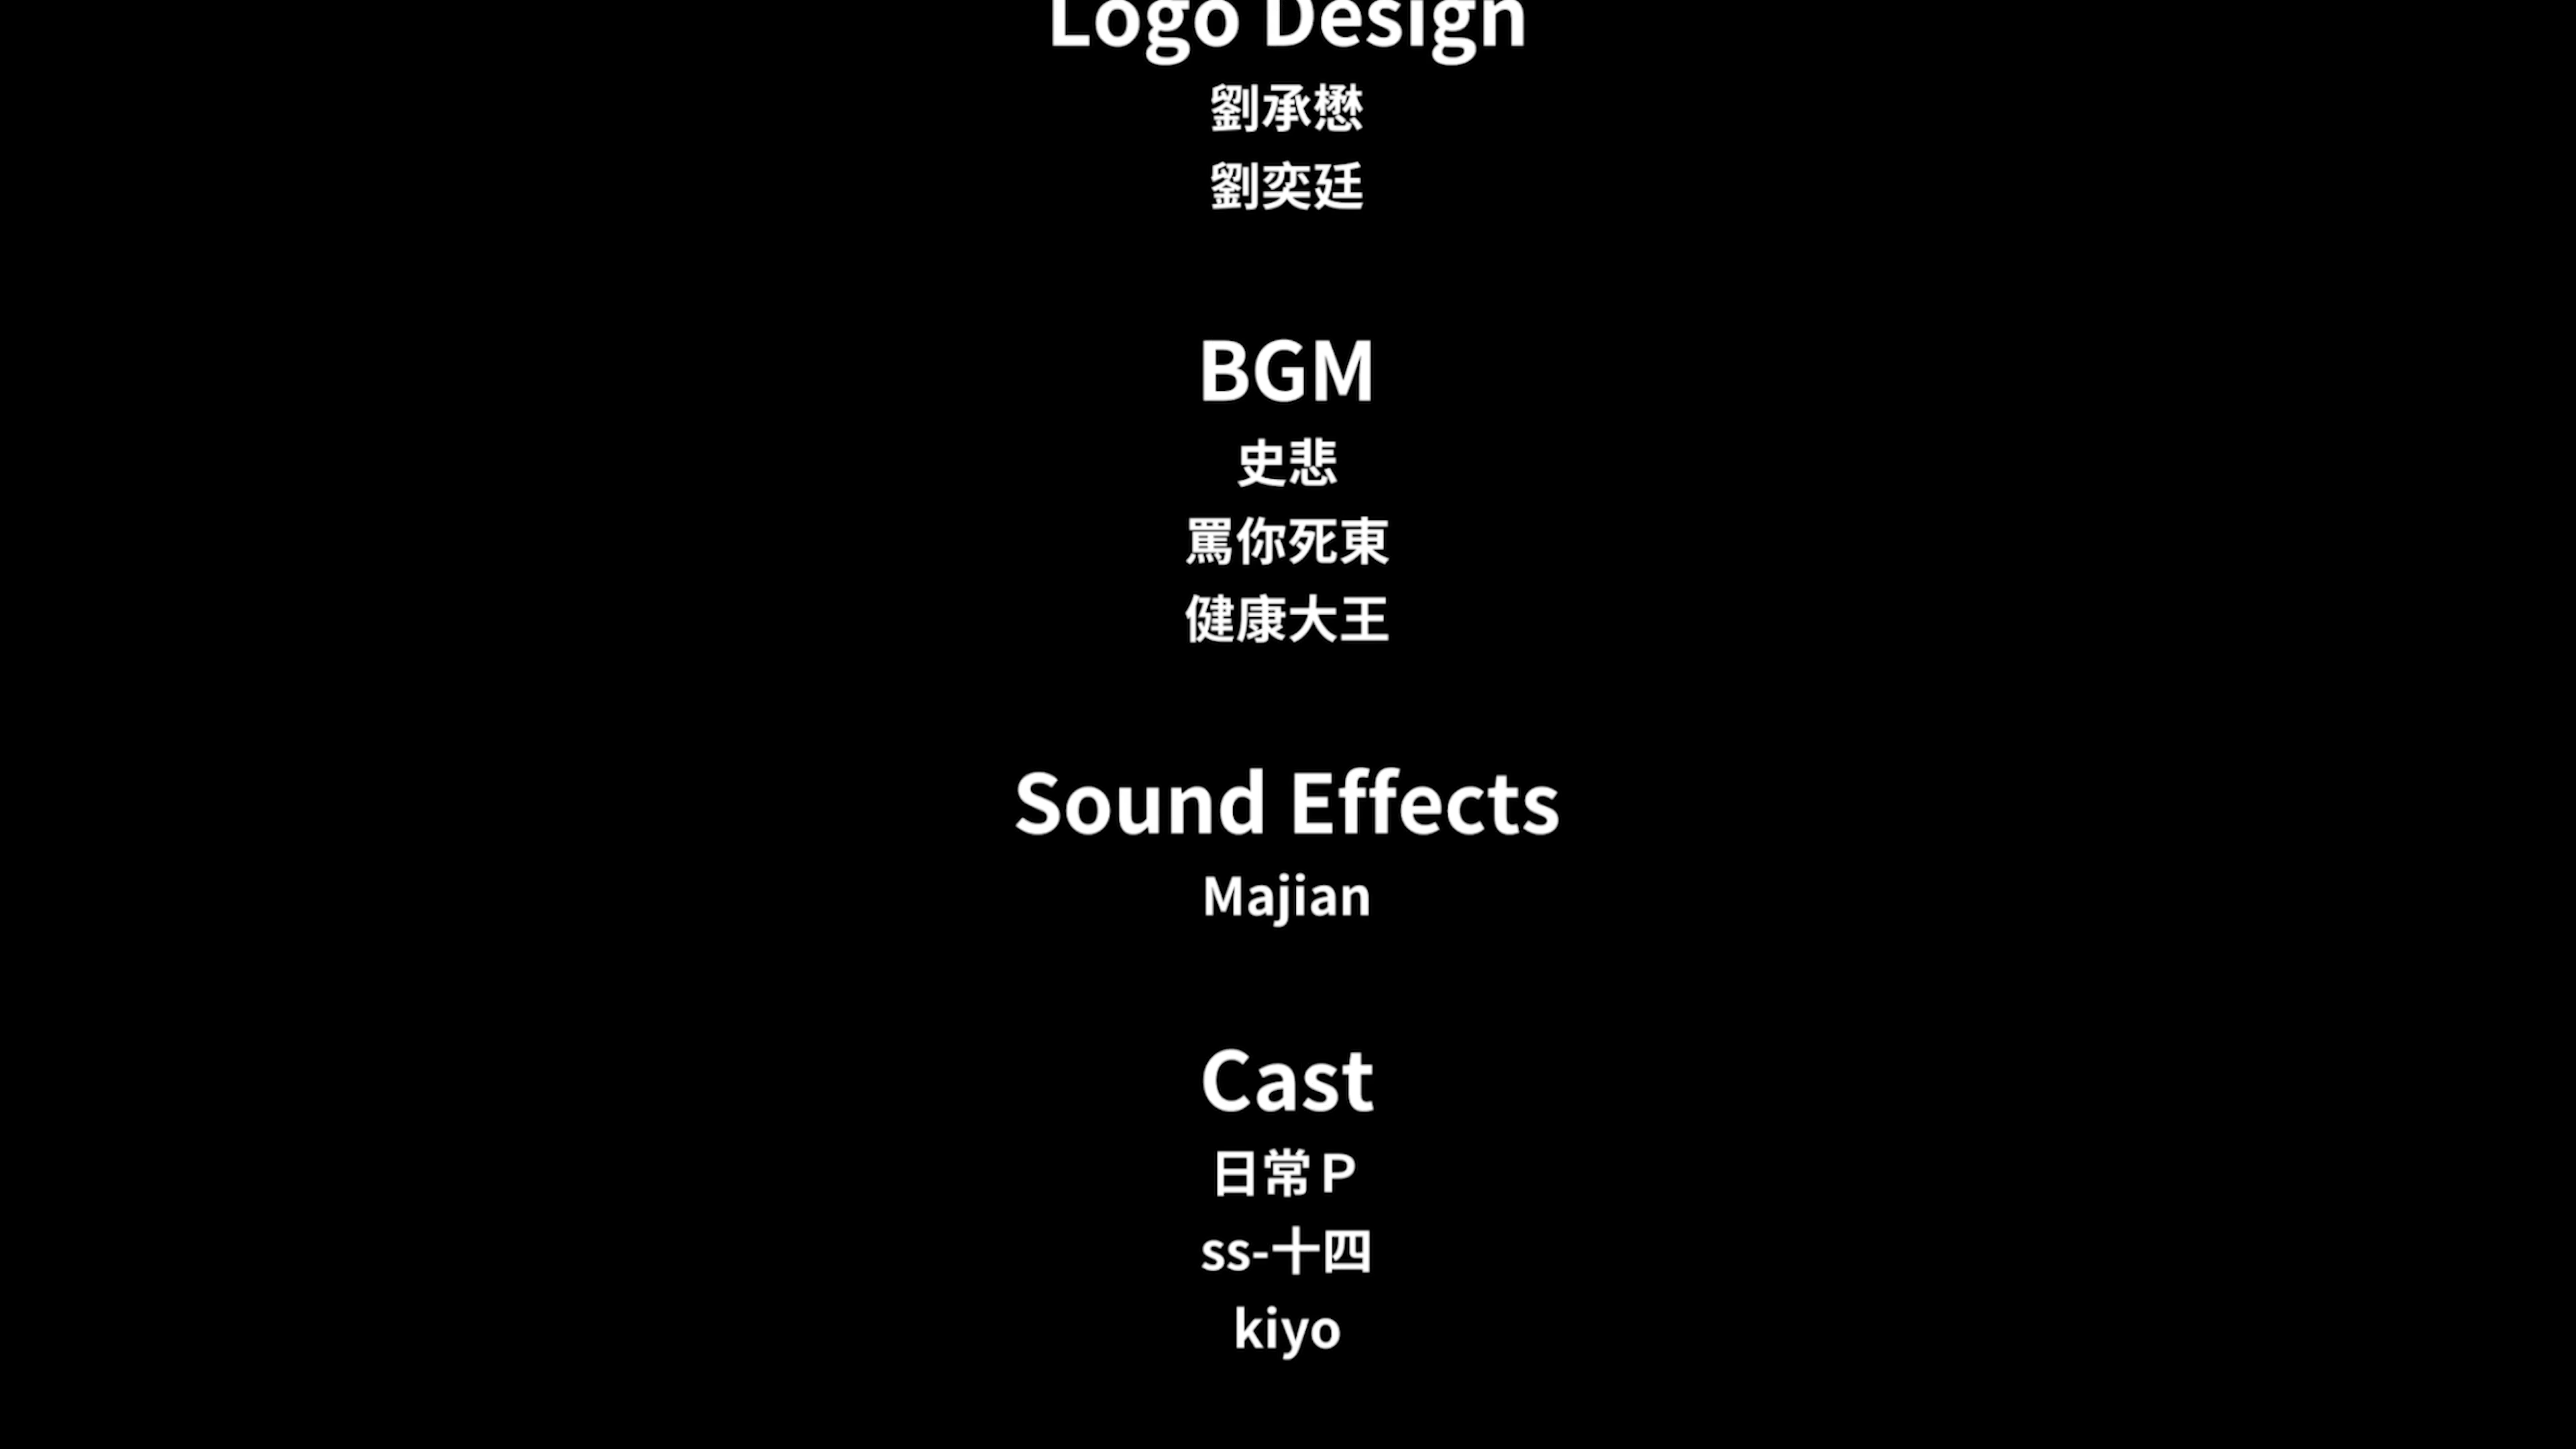 Logo Design
劉承懋
劉奕廷
BGM
史悲
罵你死東
健康大王
Sound Effects
Majian
Cast
日常Ｐ
ss-十四
kiyo